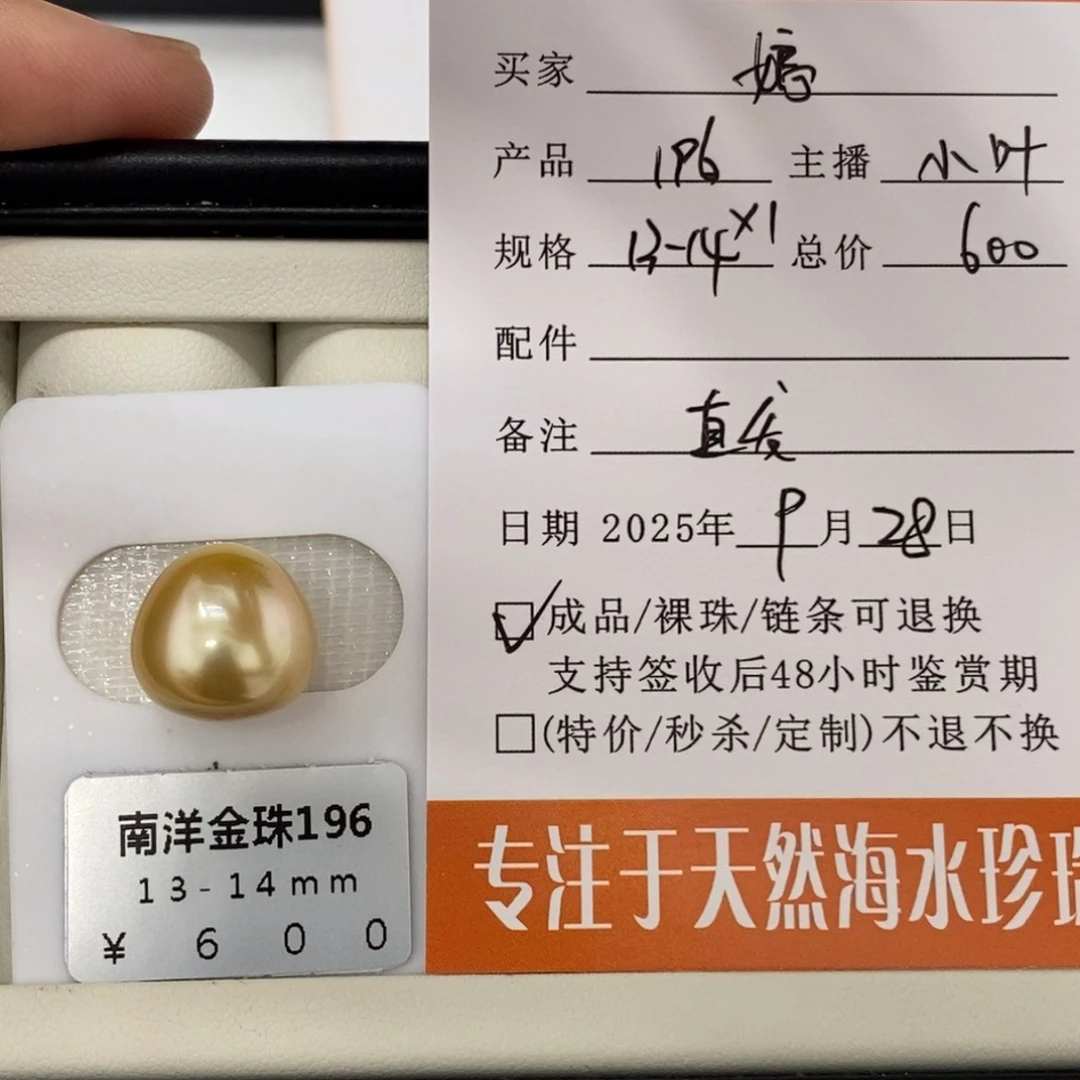 买家 嫣
产品 196 主播 小叶
规格 13-14×1 总价 600
配件
备注 直发
日期 2025年 9月 28日
成品/裸珠/链条可退换
支持签收后48小时鉴赏期
(特价/秒杀/定制)不退不换
专注于天然海水珍珠
南洋金珠196
13-14mm
¥ 600